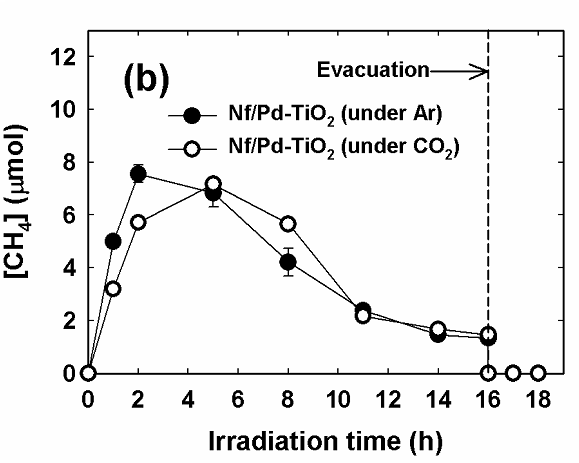 12
10
8
6
4
2
0
[CH4] (μmol)
(b)
Evacuation
Nf/Pd-TiO2 (under Ar)
Nf/Pd-TiO2 (under CO2)
0 2 4 6 8 10 12 14 16 18
Irradiation time (h)